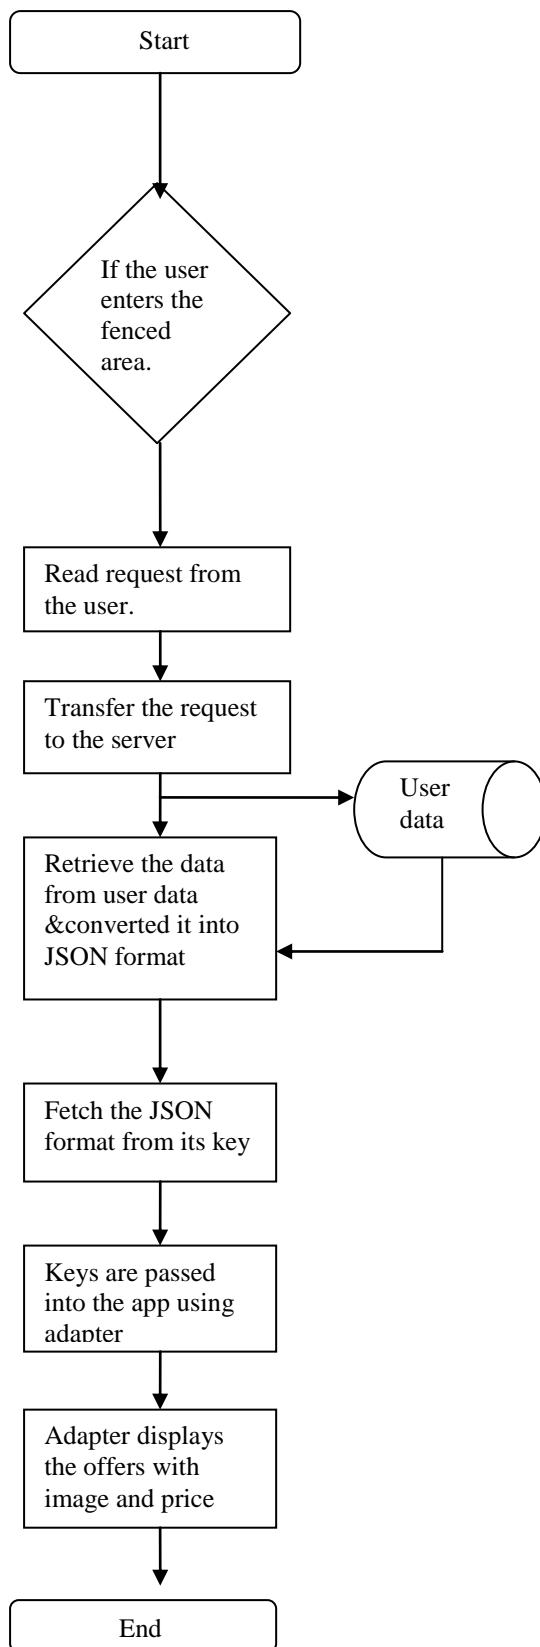 Start
If the user
enters the
fenced
area.
Read request from
the user.
Transfer the request
to the server
User
data
Retrieve the data
from user data
&converted it into
JSON format
Fetch the JSON
format from its key
Keys are passed
into the app using
adapter
Adapter displays
the offers with
image and price
End